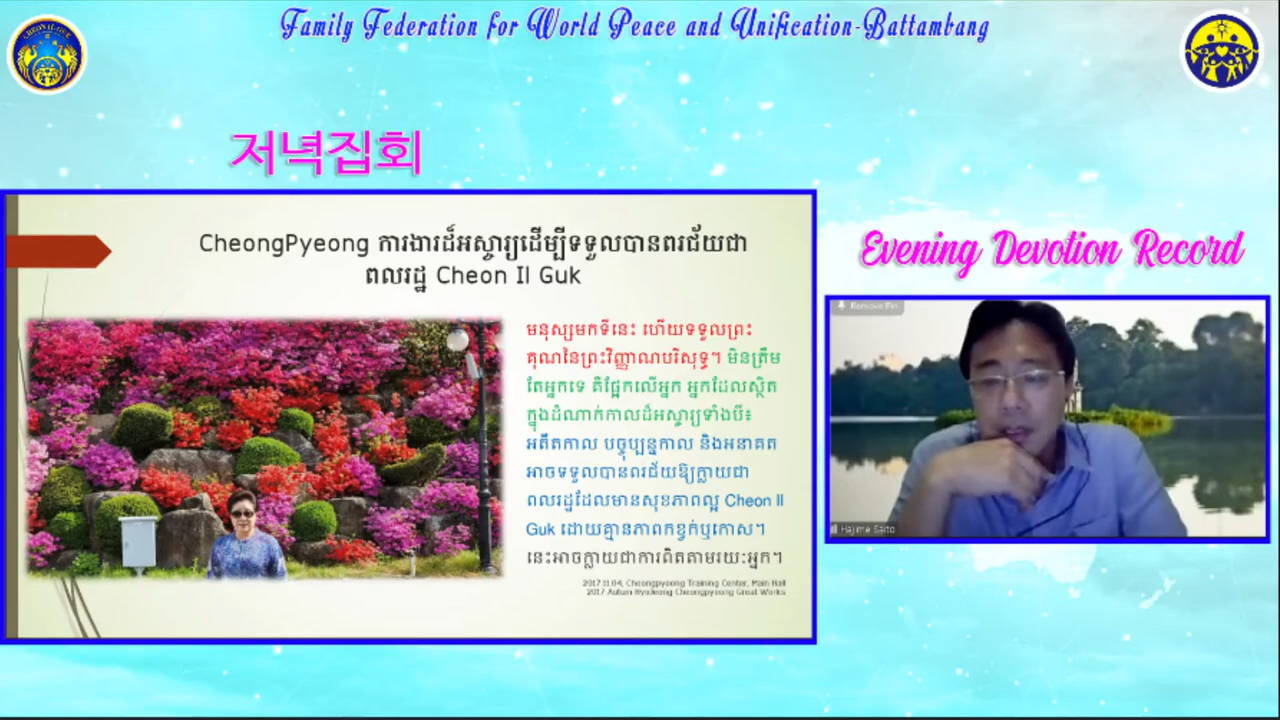 Family Federation for World Peace and Unification-Battambang
CHEON IL GUK
저녁집회
CheongPyeong ការងារដ៏អស្ចារ្យដើម្បីទទួលបានពរជ័យជា
ពលរដ្ឋ Cheon Il Guk
មនុស្សមកទីនេះ ហើយទទួលព្រះ
គុណនៃព្រះវិញ្ញាណបរិសុទ្ធ។ មិនត្រឹម
តែអ្នកទេ គឺផ្អែកលើអ្នក អ្នកដែលស្ថិត
ក្នុងដំណាក់កាលដ៏អស្ចារ្យទាំងបី៖
អតីតកាល បច្ចុប្បន្នកាល និងអនាគត
អាចទទួលបានពរជ័យឱ្យក្លាយជា
ពលរដ្ឋដែលមានសុខភាពល្អ Cheon Il
Guk ដោយគ្មានភាពកខ្វក់ឬកោស។
នេះអាចក្លាយជាការពិតតាមរយៈអ្នក។
2017.11.04, Cheongpyeong Training Center, Main Hall
2017 Autum HyoJeong Cheongpyeong Great Works
Evening Devotion Record
Remove Pin
Hajime Saito